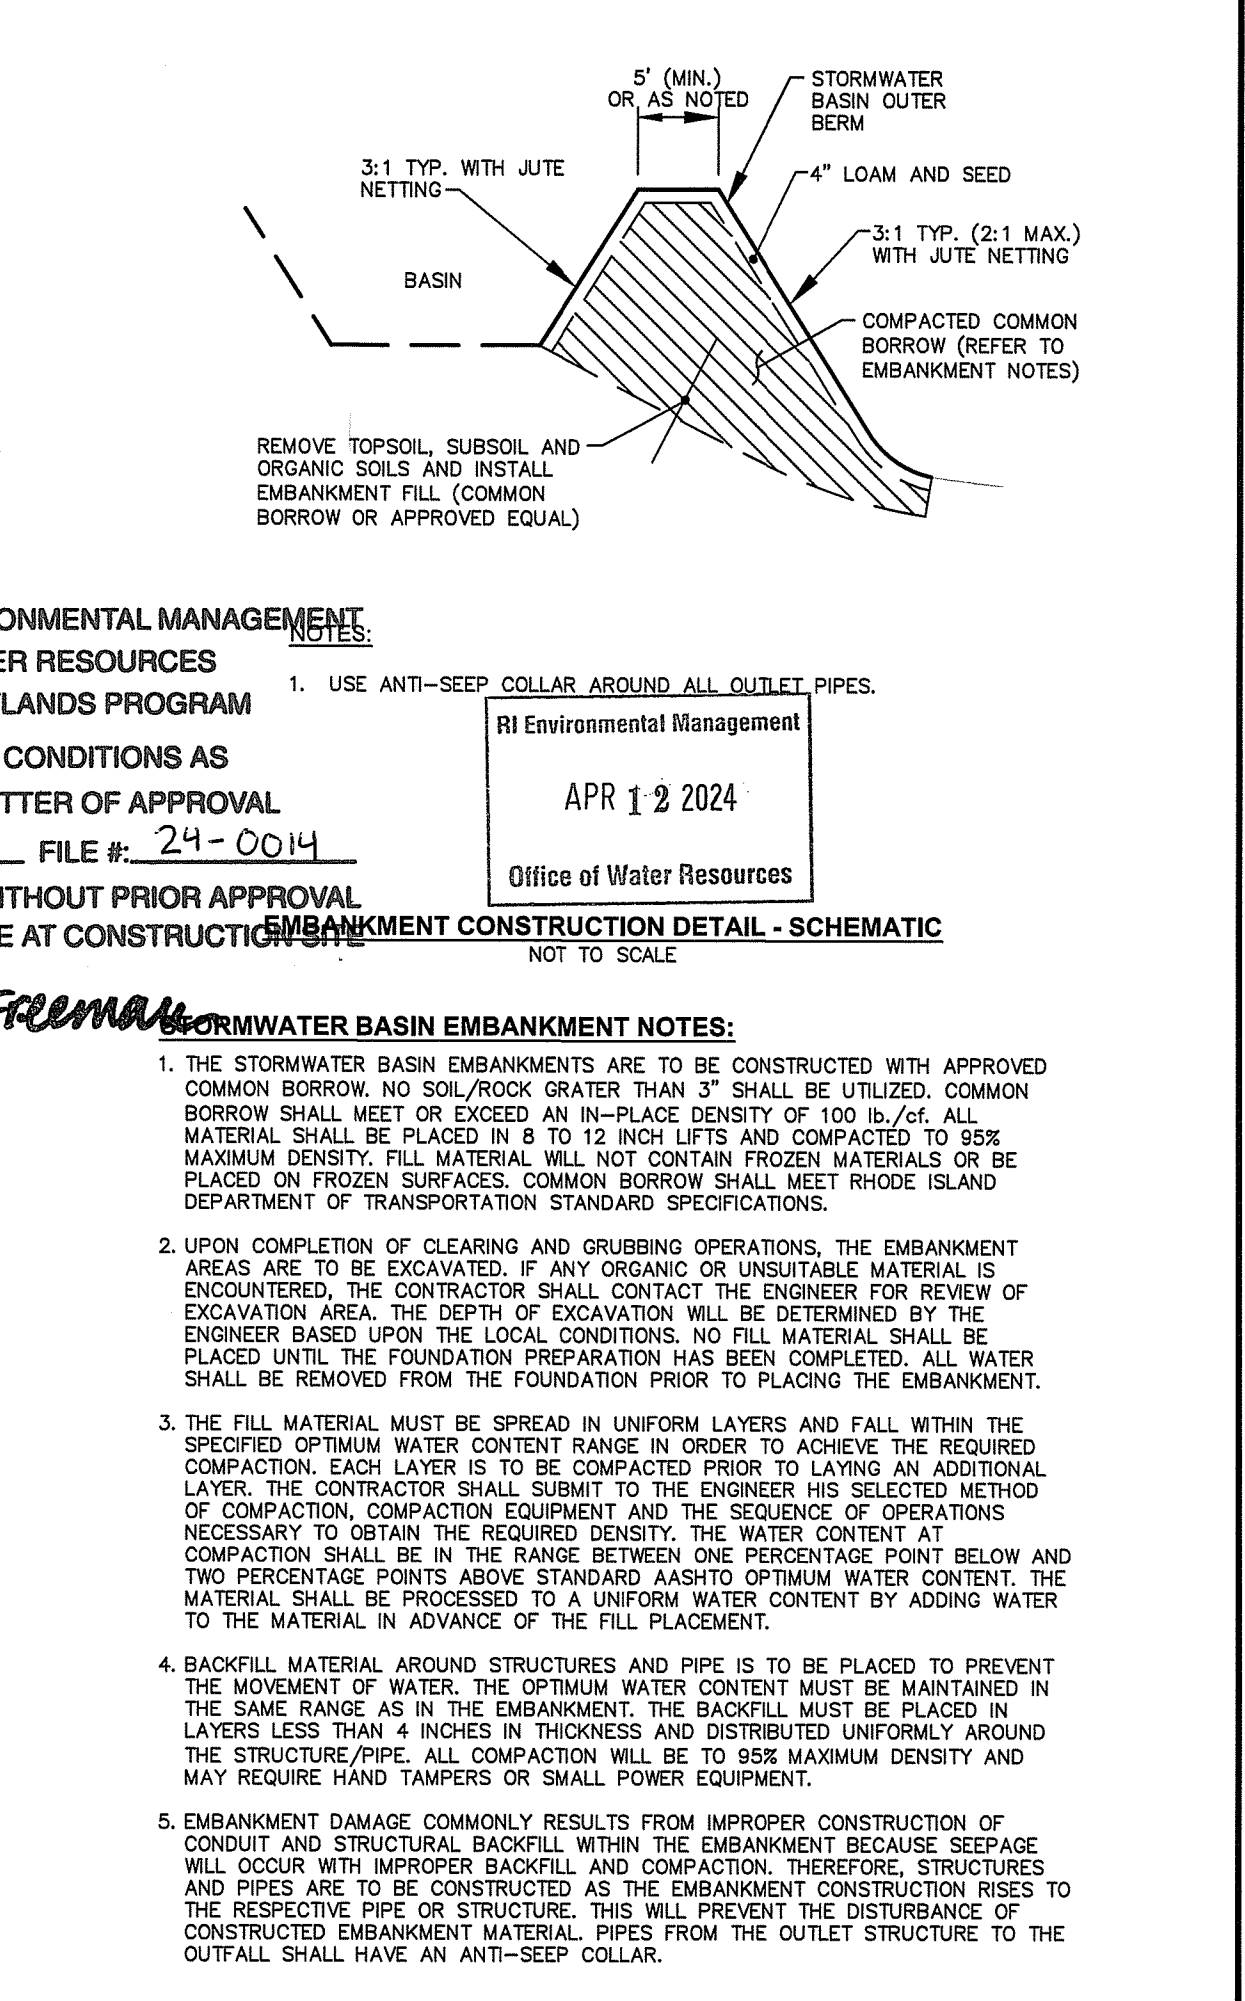 5' (MIN.)
OR AS NOTED
STORMWATER
BASIN OUTER
BERM
3:1 TYP. WITH JUTE
NETTING
4" LOAM AND SEED
3:1 TYP. (2:1 MAX.)
WITH JUTE NETTING
BASIN
COMPACTED COMMON
BORROW (REFER TO
EMBANKMENT NOTES)
REMOVE TOPSOIL, SUBSOIL AND
ORGANIC SOILS AND INSTALL
EMBANKMENT FILL (COMMON
BORROW OR APPROVED EQUAL)
ONMENTAL MANAGEMENT
ER RESOURCES
LANDS PROGRAM
CONDITIONS AS
TTER OF APPROVAL
FILE #: 24-0014
ITHOUT PRIOR APPROVAL
E AT CONSTRUCTION SITE
Freeman
NOTES:
1. USE ANTI-SEEP COLLAR AROUND ALL OUTLET PIPES.
RI Environmental Management
APR 12 2024
Office of Water Resources
EMBANKMENT CONSTRUCTION DETAIL - SCHEMATIC
NOT TO SCALE
STORMWATER BASIN EMBANKMENT NOTES:
1. THE STORMWATER BASIN EMBANKMENTS ARE TO BE CONSTRUCTED WITH APPROVED
COMMON BORROW. NO SOIL/ROCK GRATER THAN 3" SHALL BE UTILIZED. COMMON
BORROW SHALL MEET OR EXCEED AN IN-PLACE DENSITY OF 100 lb./cf. ALL
MATERIAL SHALL BE PLACED IN 8 TO 12 INCH LIFTS AND COMPACTED TO 95%
MAXIMUM DENSITY. FILL MATERIAL WILL NOT CONTAIN FROZEN MATERIALS OR BE
PLACED ON FROZEN SURFACES. COMMON BORROW SHALL MEET RHODE ISLAND
DEPARTMENT OF TRANSPORTATION STANDARD SPECIFICATIONS.
2. UPON COMPLETION OF CLEARING AND GRUBBING OPERATIONS, THE EMBANKMENT
AREAS ARE TO BE EXCAVATED. IF ANY ORGANIC OR UNSUITABLE MATERIAL IS
ENCOUNTERED, THE CONTRACTOR SHALL CONTACT THE ENGINEER FOR REVIEW OF
EXCAVATION AREA. THE DEPTH OF EXCAVATION WILL BE DETERMINED BY THE
ENGINEER BASED UPON THE LOCAL CONDITIONS. NO FILL MATERIAL SHALL BE
PLACED UNTIL THE FOUNDATION PREPARATION HAS BEEN COMPLETED. ALL WATER
SHALL BE REMOVED FROM THE FOUNDATION PRIOR TO PLACING THE EMBANKMENT.
3. THE FILL MATERIAL MUST BE SPREAD IN UNIFORM LAYERS AND FALL WITHIN THE
SPECIFIED OPTIMUM WATER CONTENT RANGE IN ORDER TO ACHIEVE THE REQUIRED
COMPACTION. EACH LAYER IS TO BE COMPACTED PRIOR TO LAYING AN ADDITIONAL
LAYER. THE CONTRACTOR SHALL SUBMIT TO THE ENGINEER HIS SELECTED METHOD
OF COMPACTION, COMPACTION EQUIPMENT AND THE SEQUENCE OF OPERATIONS
NECESSARY TO OBTAIN THE REQUIRED DENSITY. THE WATER CONTENT AT
COMPACTION SHALL BE IN THE RANGE BETWEEN ONE PERCENTAGE POINT BELOW AND
TWO PERCENTAGE POINTS ABOVE STANDARD AASHTO OPTIMUM WATER CONTENT. THE
MATERIAL SHALL BE PROCESSED TO A UNIFORM WATER CONTENT BY ADDING WATER
TO THE MATERIAL IN ADVANCE OF THE FILL PLACEMENT.
4. BACKFILL MATERIAL AROUND STRUCTURES AND PIPE IS TO BE PLACED TO PREVENT
THE MOVEMENT OF WATER. THE OPTIMUM WATER CONTENT MUST BE MAINTAINED IN
THE SAME RANGE AS IN THE EMBANKMENT. THE BACKFILL MUST BE PLACED IN
LAYERS LESS THAN 4 INCHES IN THICKNESS AND DISTRIBUTED UNIFORMLY AROUND
THE STRUCTURE/PIPE. ALL COMPACTION WILL BE TO 95% MAXIMUM DENSITY AND
MAY REQUIRE HAND TAMPERS OR SMALL POWER EQUIPMENT.
5. EMBANKMENT DAMAGE COMMONLY RESULTS FROM IMPROPER CONSTRUCTION OF
CONDUIT AND STRUCTURAL BACKFILL WITHIN THE EMBANKMENT BECAUSE SEEPAGE
WILL OCCUR WITH IMPROPER BACKFILL AND COMPACTION. THEREFORE, STRUCTURES
AND PIPES ARE TO BE CONSTRUCTED AS THE EMBANKMENT CONSTRUCTION RISES TO
THE RESPECTIVE PIPE OR STRUCTURE. THIS WILL PREVENT THE DISTURBANCE OF
CONSTRUCTED EMBANKMENT MATERIAL. PIPES FROM THE OUTLET STRUCTURE TO THE
OUTFALL SHALL HAVE AN ANTI-SEEP COLLAR.